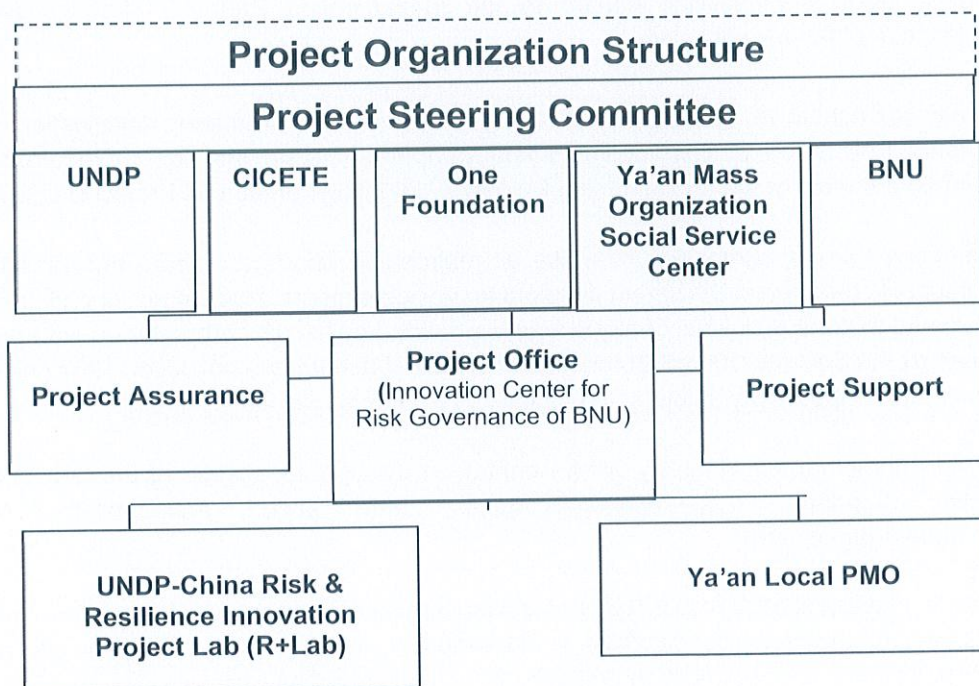 Project Organization Structure
Project Steering Committee
UNDP
CICETE
One
Foundation
Ya'an Mass
Organization
Social Service
Center
BNU
Project Assurance
Project Office
(Innovation Center for
Risk Governance of BNU)
Project Support
UNDP-China Risk &
Resilience Innovation
Project Lab (R+Lab)
Ya'an Local PMO